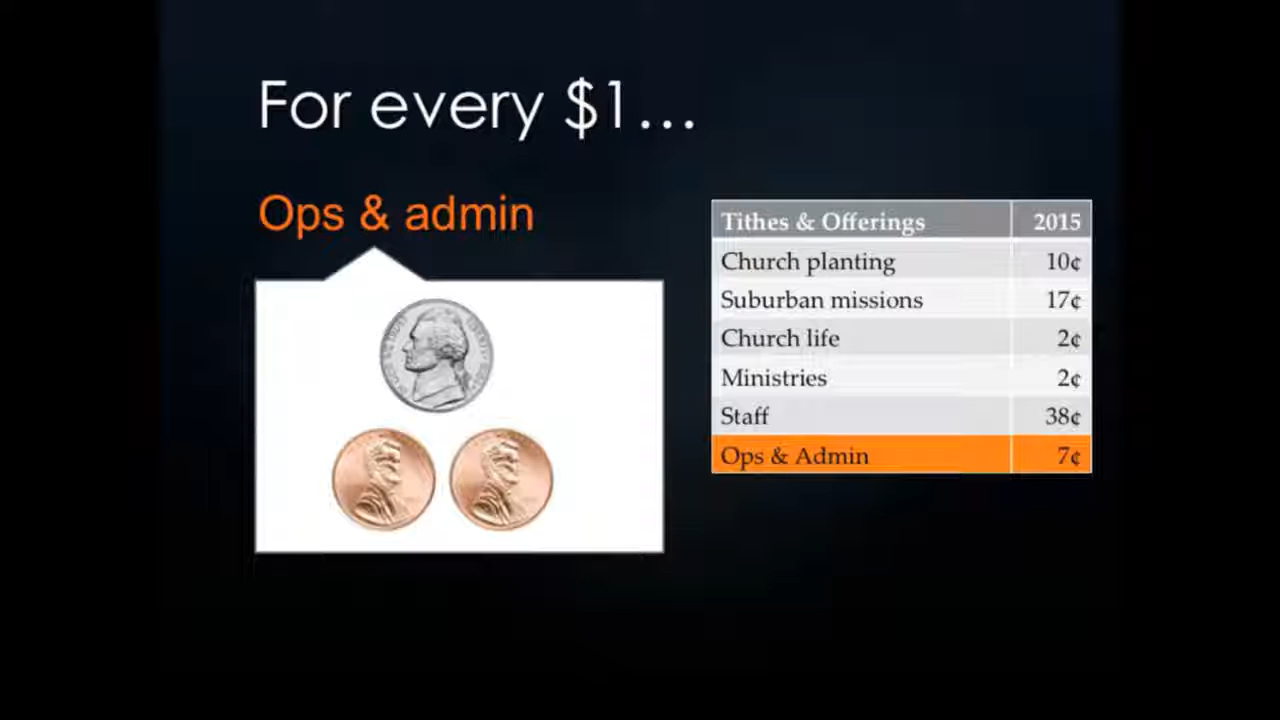 For every $1…
Ops & admin
Tithes & Offerings 2015
Church planting 10¢
Suburban missions 17¢
Church life 2¢
Ministries 2¢
Staff 38¢
Ops & Admin 7¢